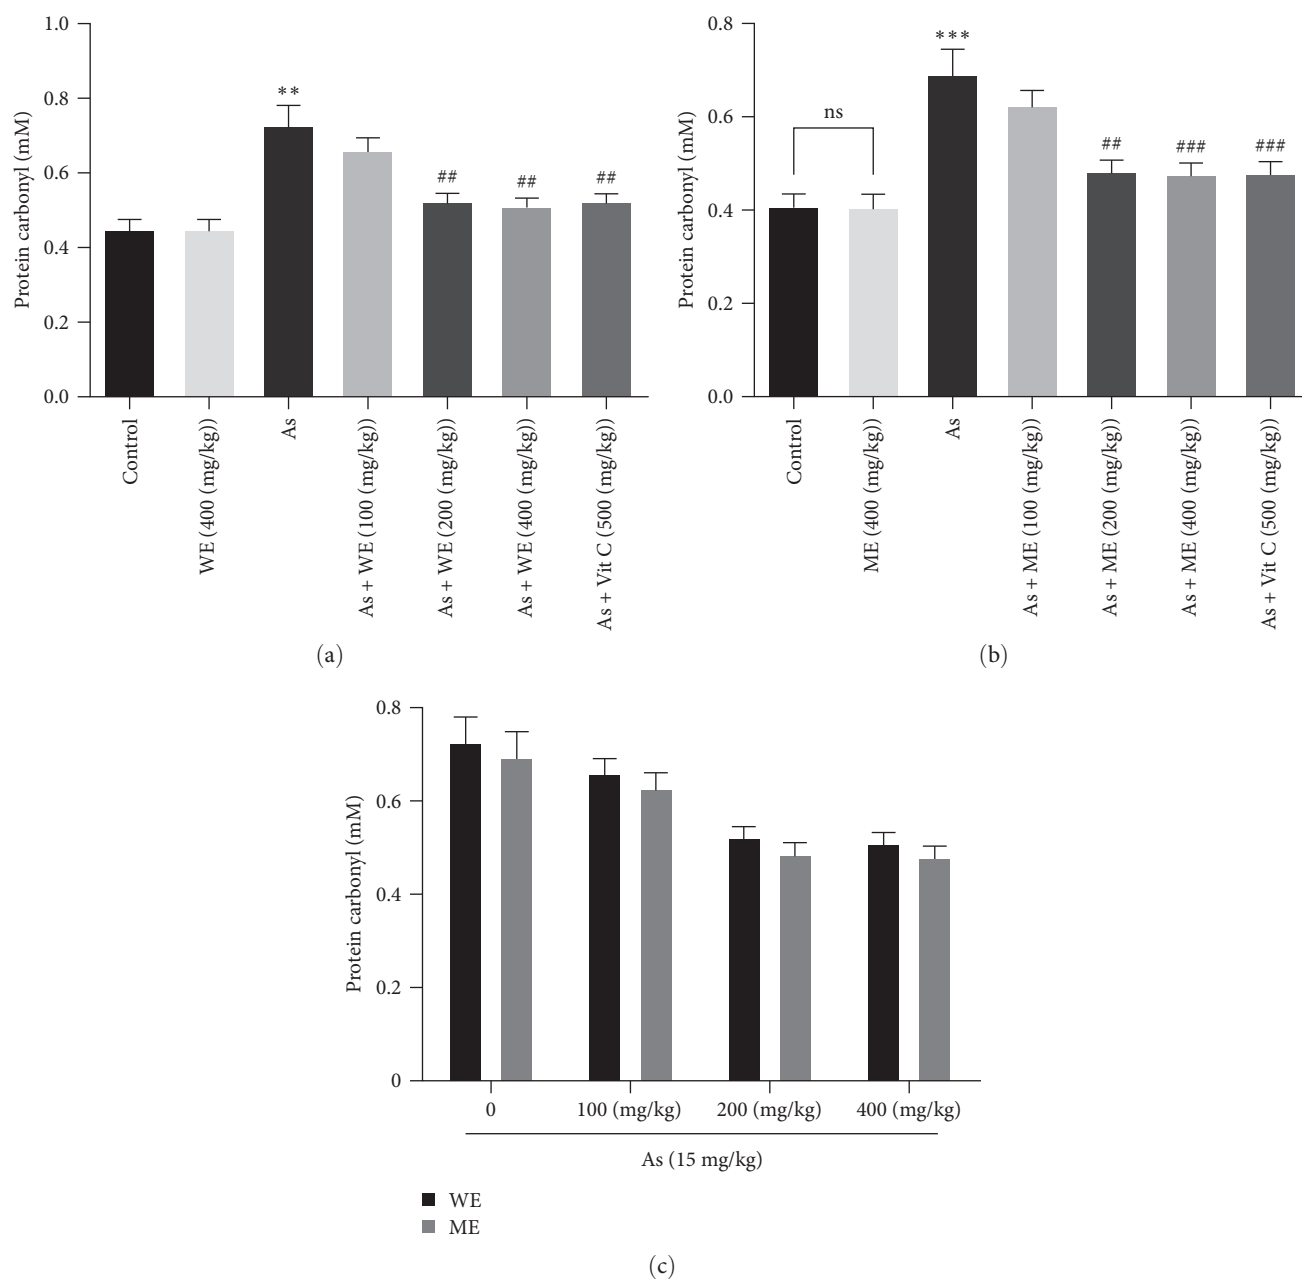 Protein carbonyl (mM)
1.0
0.8
0.6
0.4
0.2
0.0
**
##
##
##
Control
WE (400 (mg/kg))
As
As + WE (100 (mg/kg))
As + WE (200 (mg/kg))
As + WE (400 (mg/kg))
As + Vit C (500 (mg/kg))
(a)
Protein carbonyl (mM)
0.8
0.6
0.4
0.2
0.0
ns
***
##
###
###
Control
ME (400 (mg/kg))
As
As + ME (100 (mg/kg))
As + ME (200 (mg/kg))
As + ME (400 (mg/kg))
As + Vit C (500 (mg/kg))
(b)
Protein carbonyl (mM)
0.8
0.6
0.4
0.2
0
0 100 (mg/kg) 200 (mg/kg) 400 (mg/kg)
As (15 mg/kg)
WE
ME
(c)